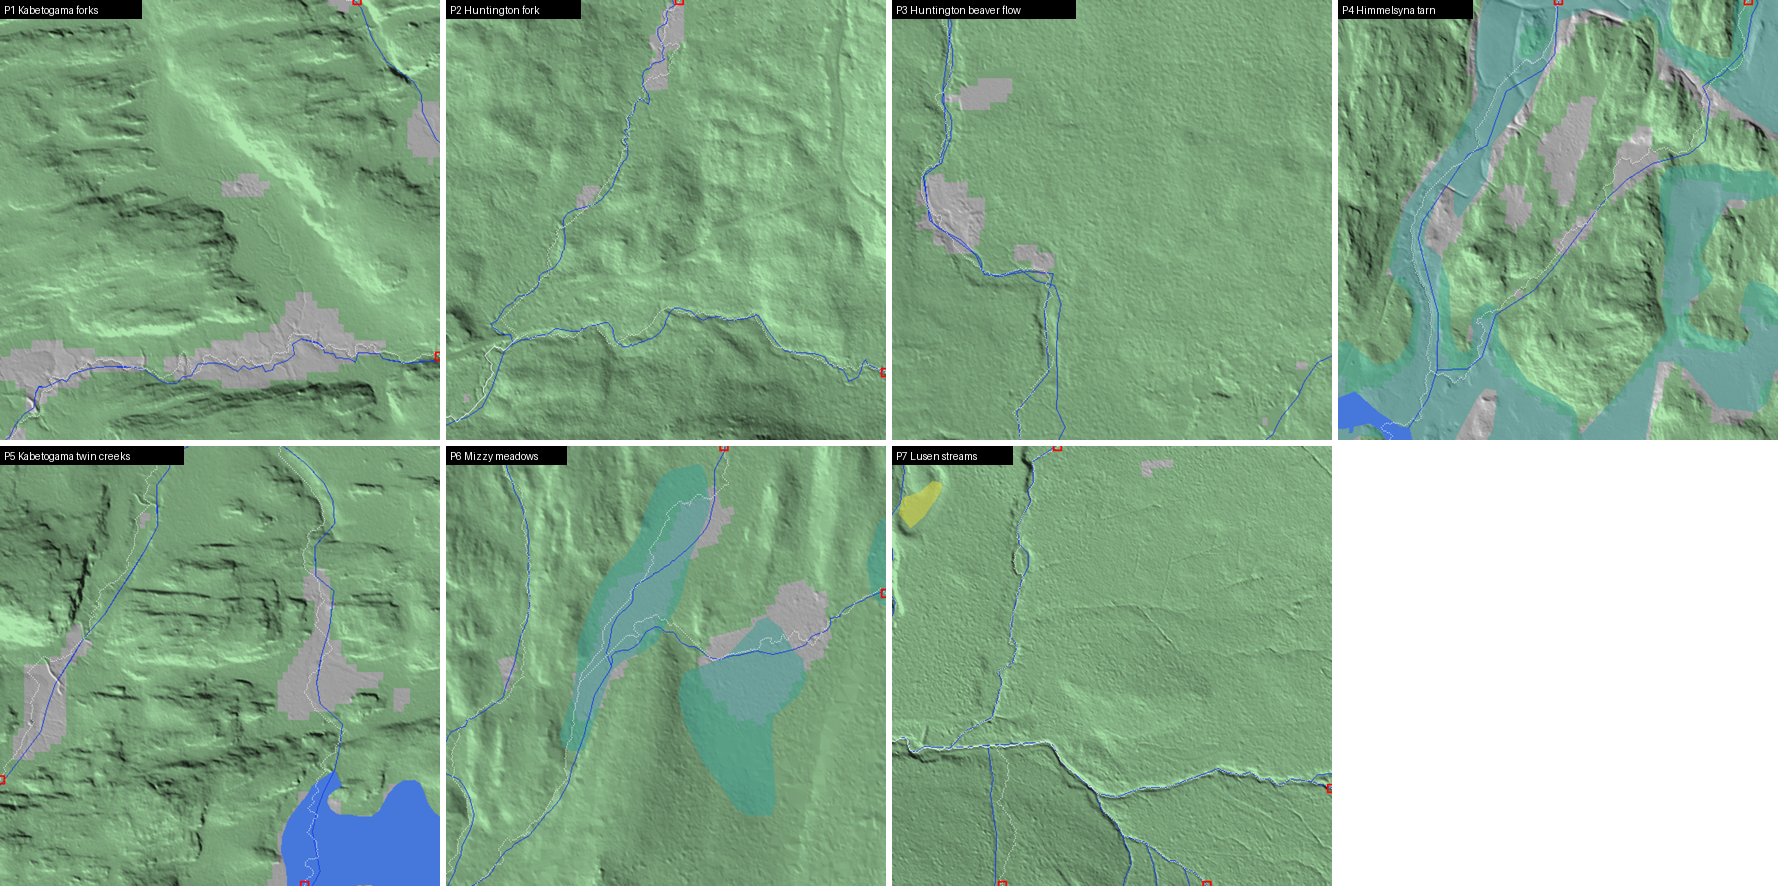 P1 Kabetogama forks
P2 Huntington fork
P3 Huntington beaver flow
P4 Himmelsyna tarn
P5 Kabetogama twin creeks
P6 Mizzy meadows
P7 Lusen streams